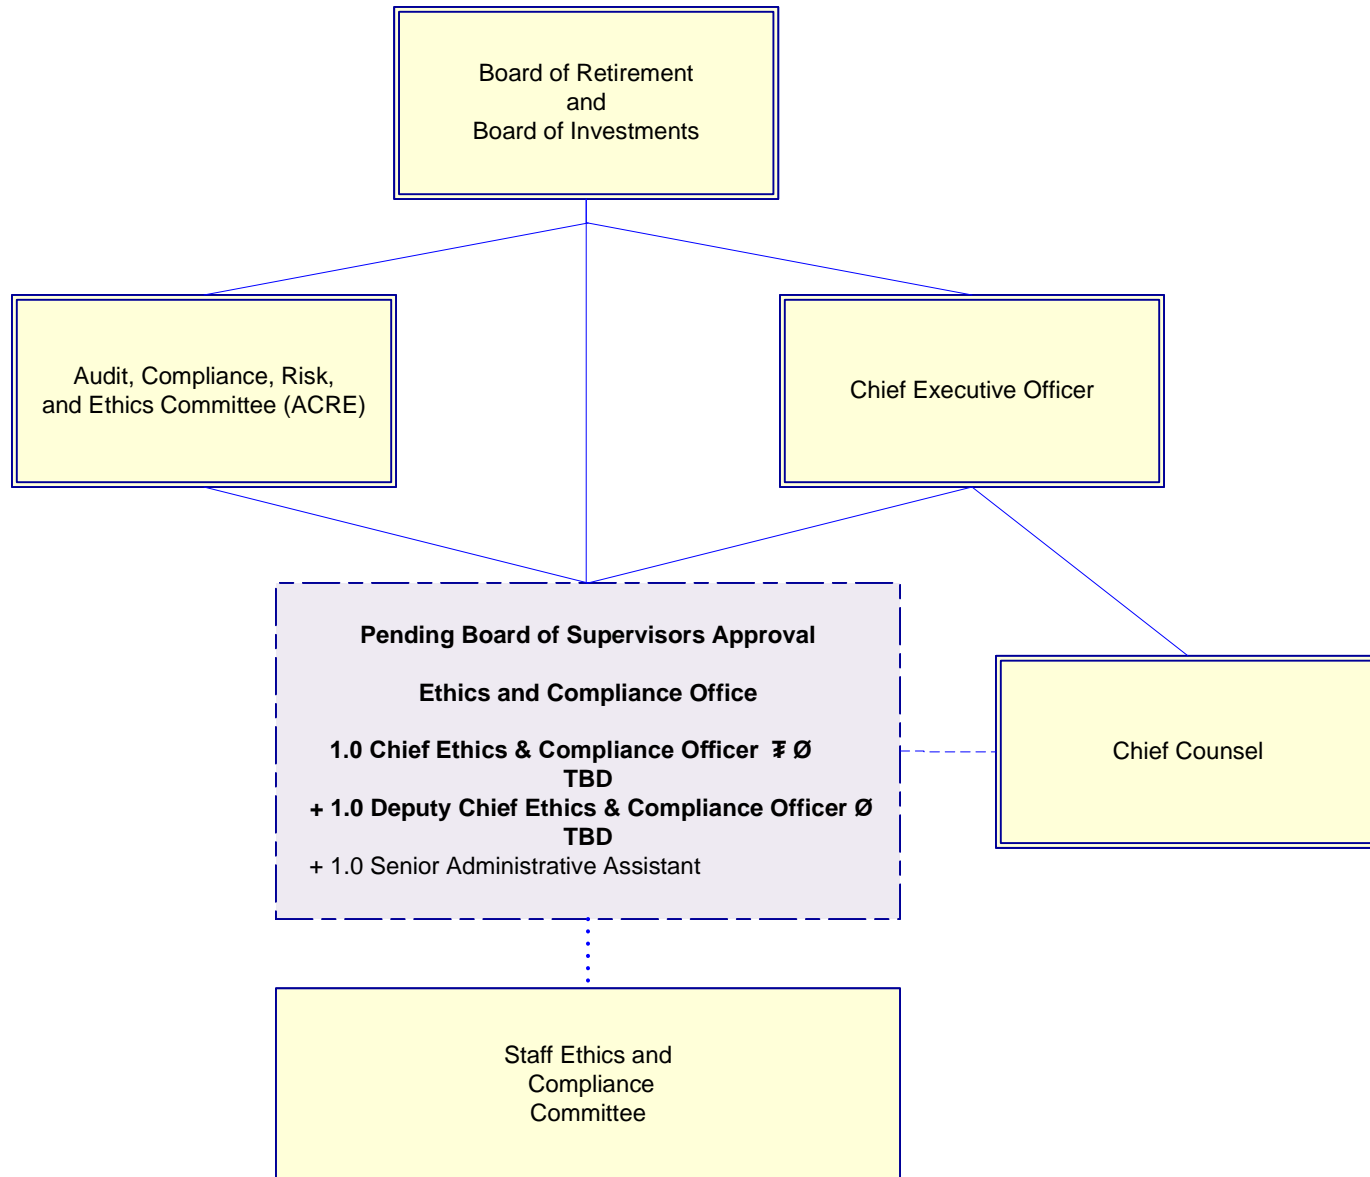 Board of Retirement
and
Board of Investments
Audit, Compliance, Risk,
and Ethics Committee (ACRE)
Chief Executive Officer
Pending Board of Supervisors Approval
Ethics and Compliance Office
1.0 Chief Ethics & Compliance Officer ₮ Ø
TBD
+ 1.0 Deputy Chief Ethics & Compliance Officer Ø
TBD
+ 1.0 Senior Administrative Assistant
Chief Counsel
Staff Ethics and
Compliance
Committee